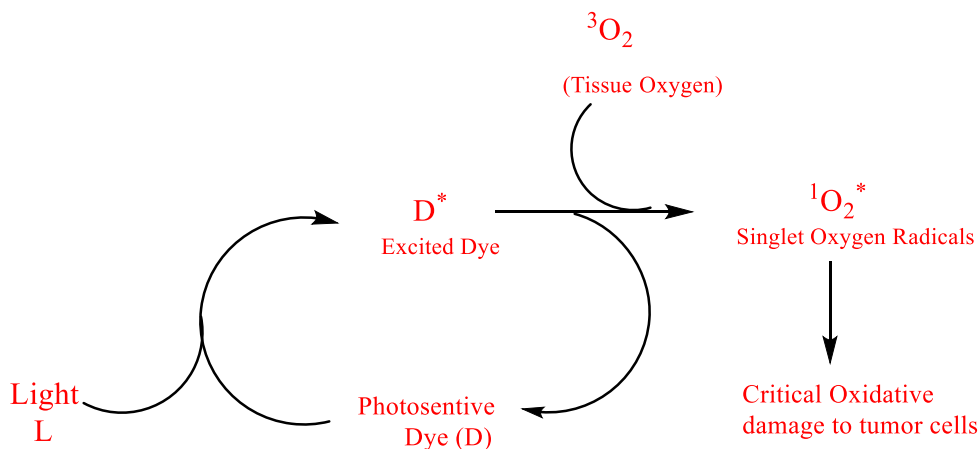 ³O₂
(Tissue Oxygen)
D*
Excited Dye
¹O₂*
Singlet Oxygen Radicals
Light
L
Photosentive
Dye (D)
Critical Oxidative
damage to tumor cells